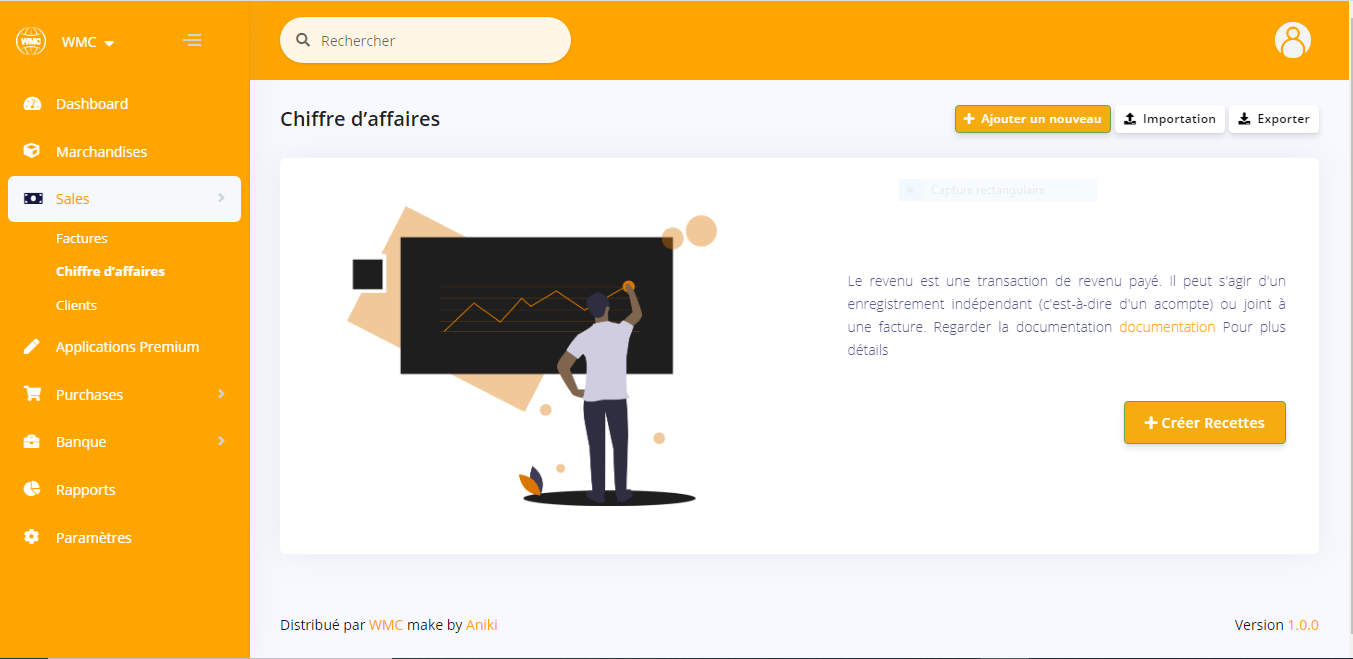 WMC
WMC
Rechercher
Dashboard
Marchandises
Sales
Factures
Chiffre d'affaires
Clients
Applications Premium
Purchases
Banque
Rapports
Paramètres
Chiffre d'affaires
Ajouter un nouveau
Importation
Exporter
Capture rectangulaire
Le revenu est une transaction de revenu payé. Il peut s'agir d'un
enregistrement indépendant (c'est-à-dire d'un acompte) ou joint à
une facture. Regarder la documentation documentation Pour plus
détails
Créer Recettes
Distribué par WMC make by Aniki
Version 1.0.0